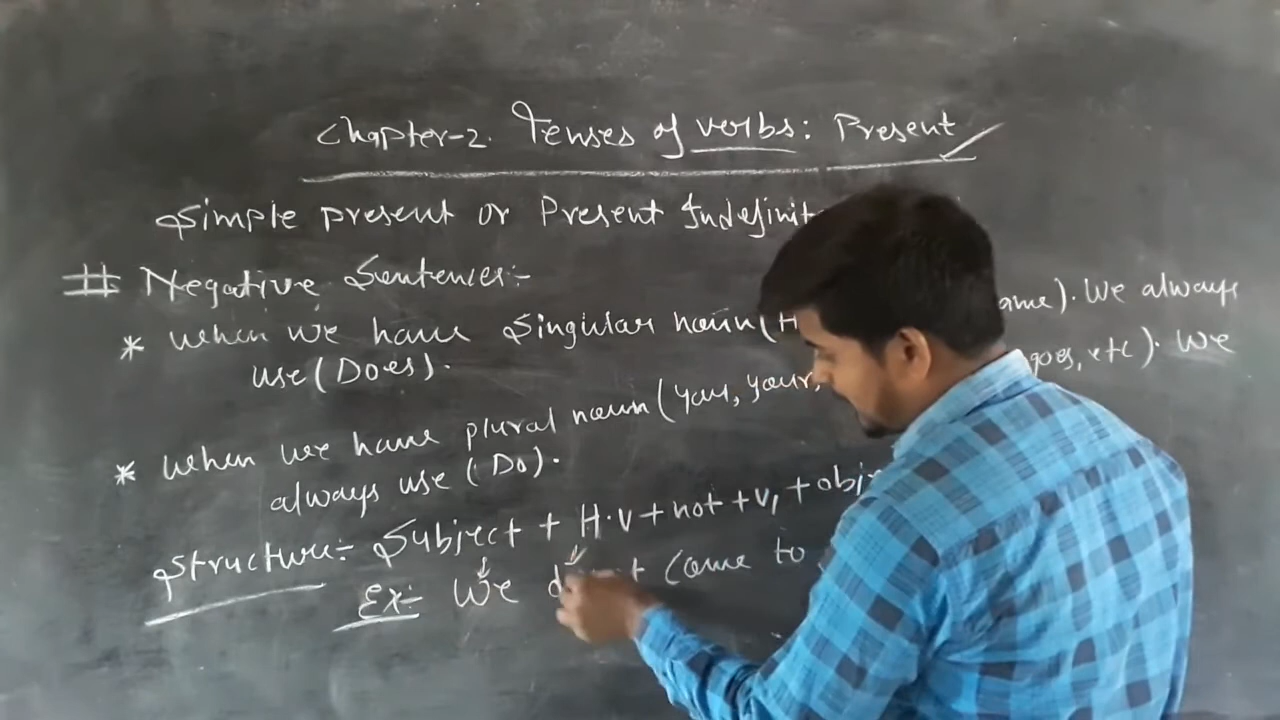 Chapter-2. Tenses of verbs: Present
Simple present or Present Indefinit
# Negative Sentences:-
* When we have singular noun (H ame). We always
use (Does).
* When we have plural noun (you, your, goes, etc). We
always use (Do).
Structure:- Subject + H.V + not + V₁ + obj
Ex:- We d t come to